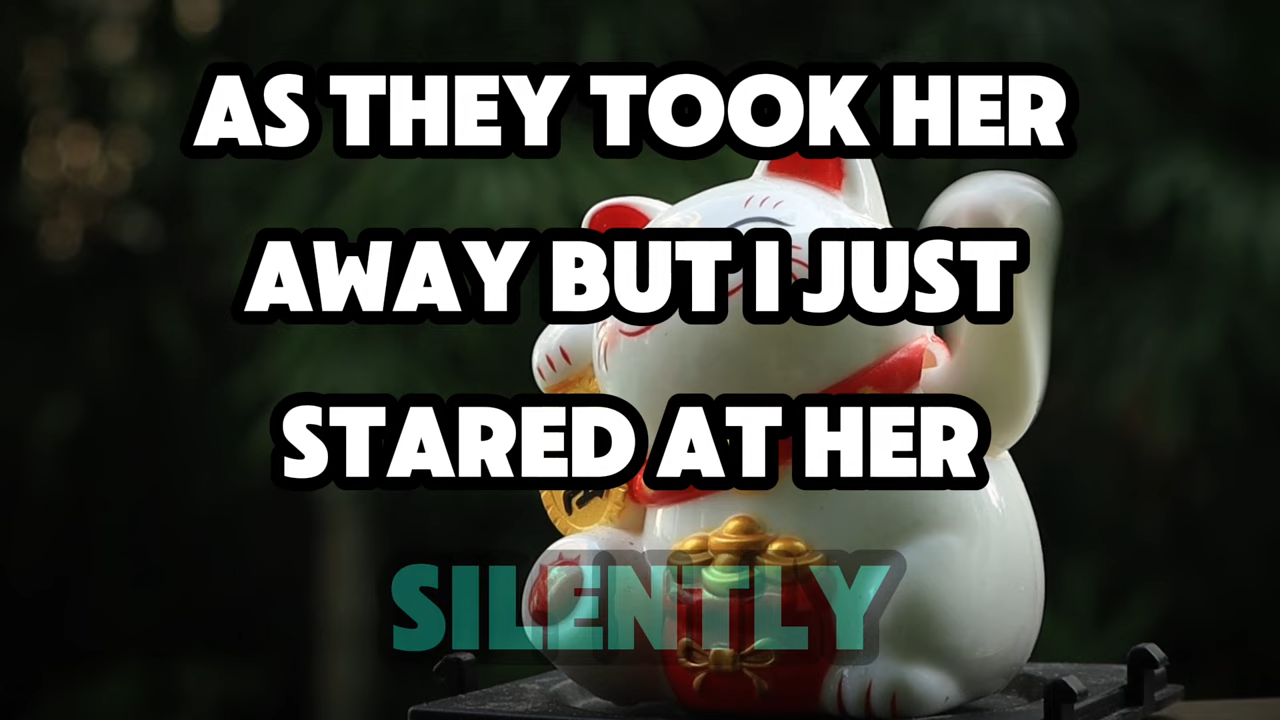 AS THEY TOOK HER
AWAY BUT I JUST
STARED AT HER
SILENTLY